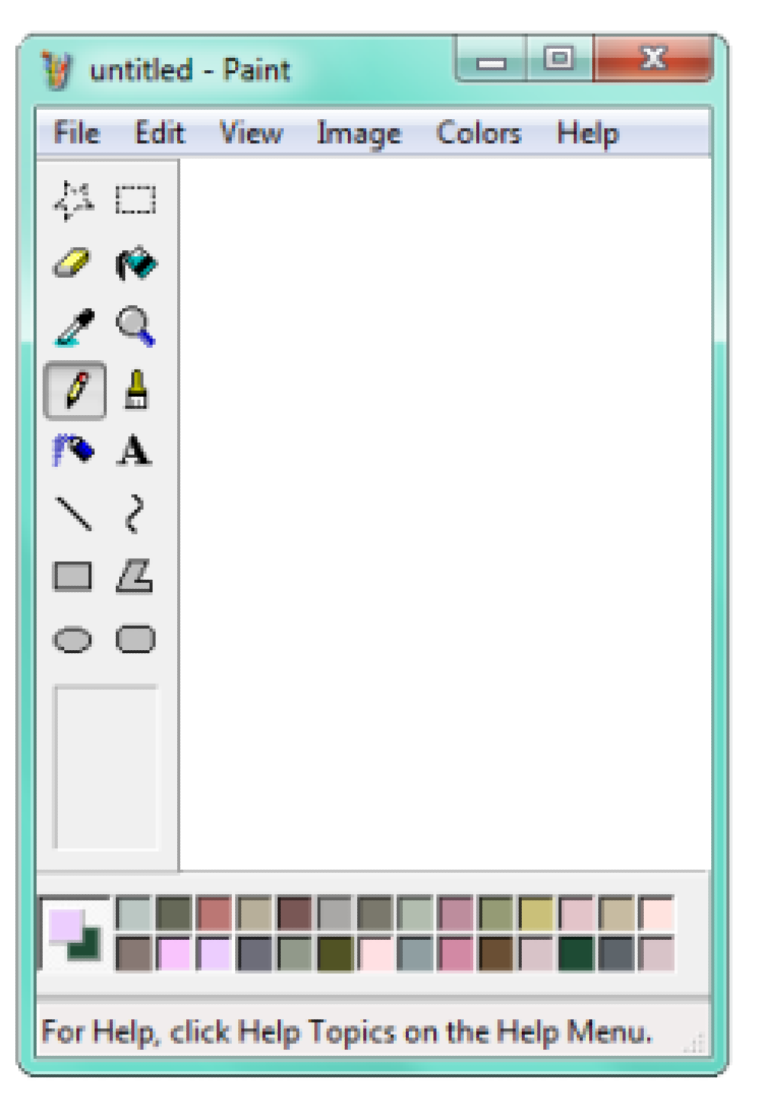 untitled - Paint
File Edit View Image Colors Help
A
For Help, click Help Topics on the Help Menu.